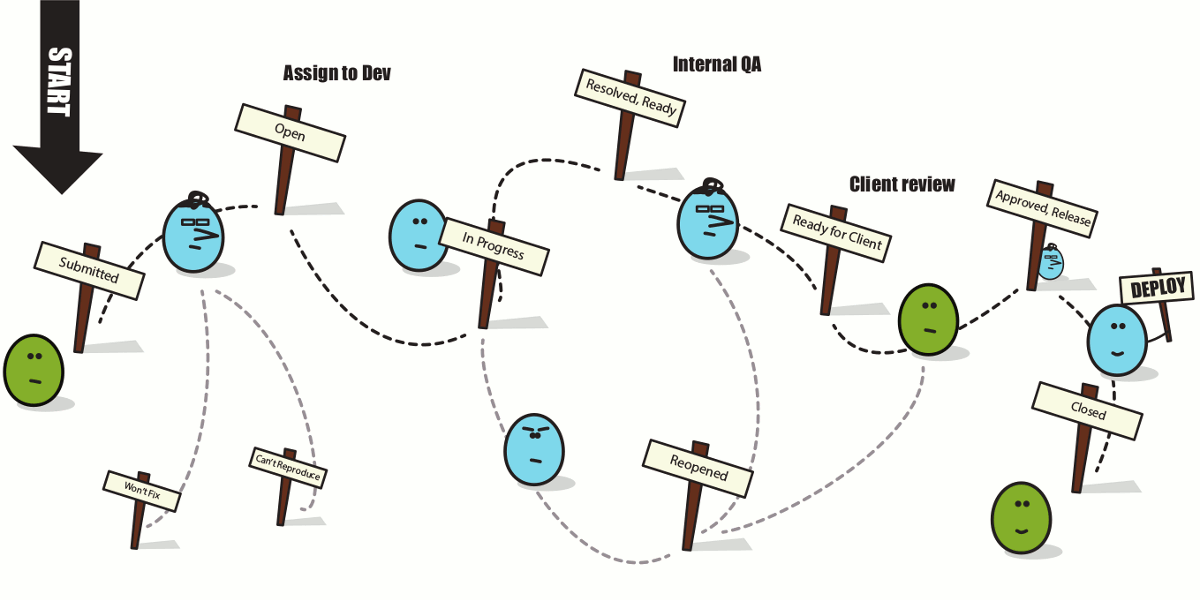 START
Assign to Dev
Internal QA
Resolved, Ready
Open
Client review
Approved, Release
Submitted
In Progress
Ready for Client
DEPLOY
Closed
Won't Fix
Can't Reproduce
Reopened